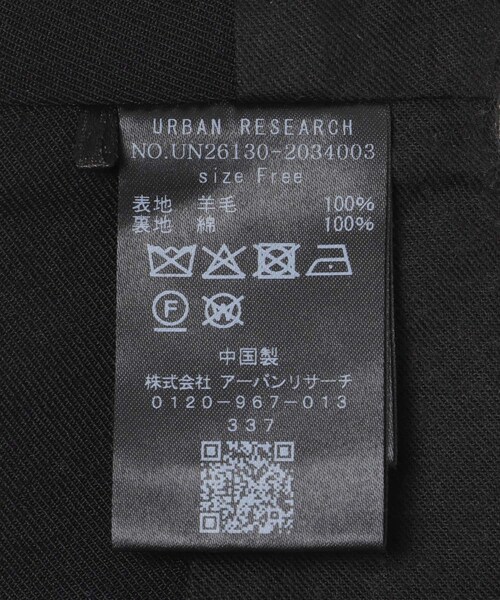 URBAN RESEARCH
NO.UN26130-2034003
size Free
表地 羊毛 100%
裏地 綿 100%
F W
中国製
株式会社 アーバンリサーチ
0120-967-013
337